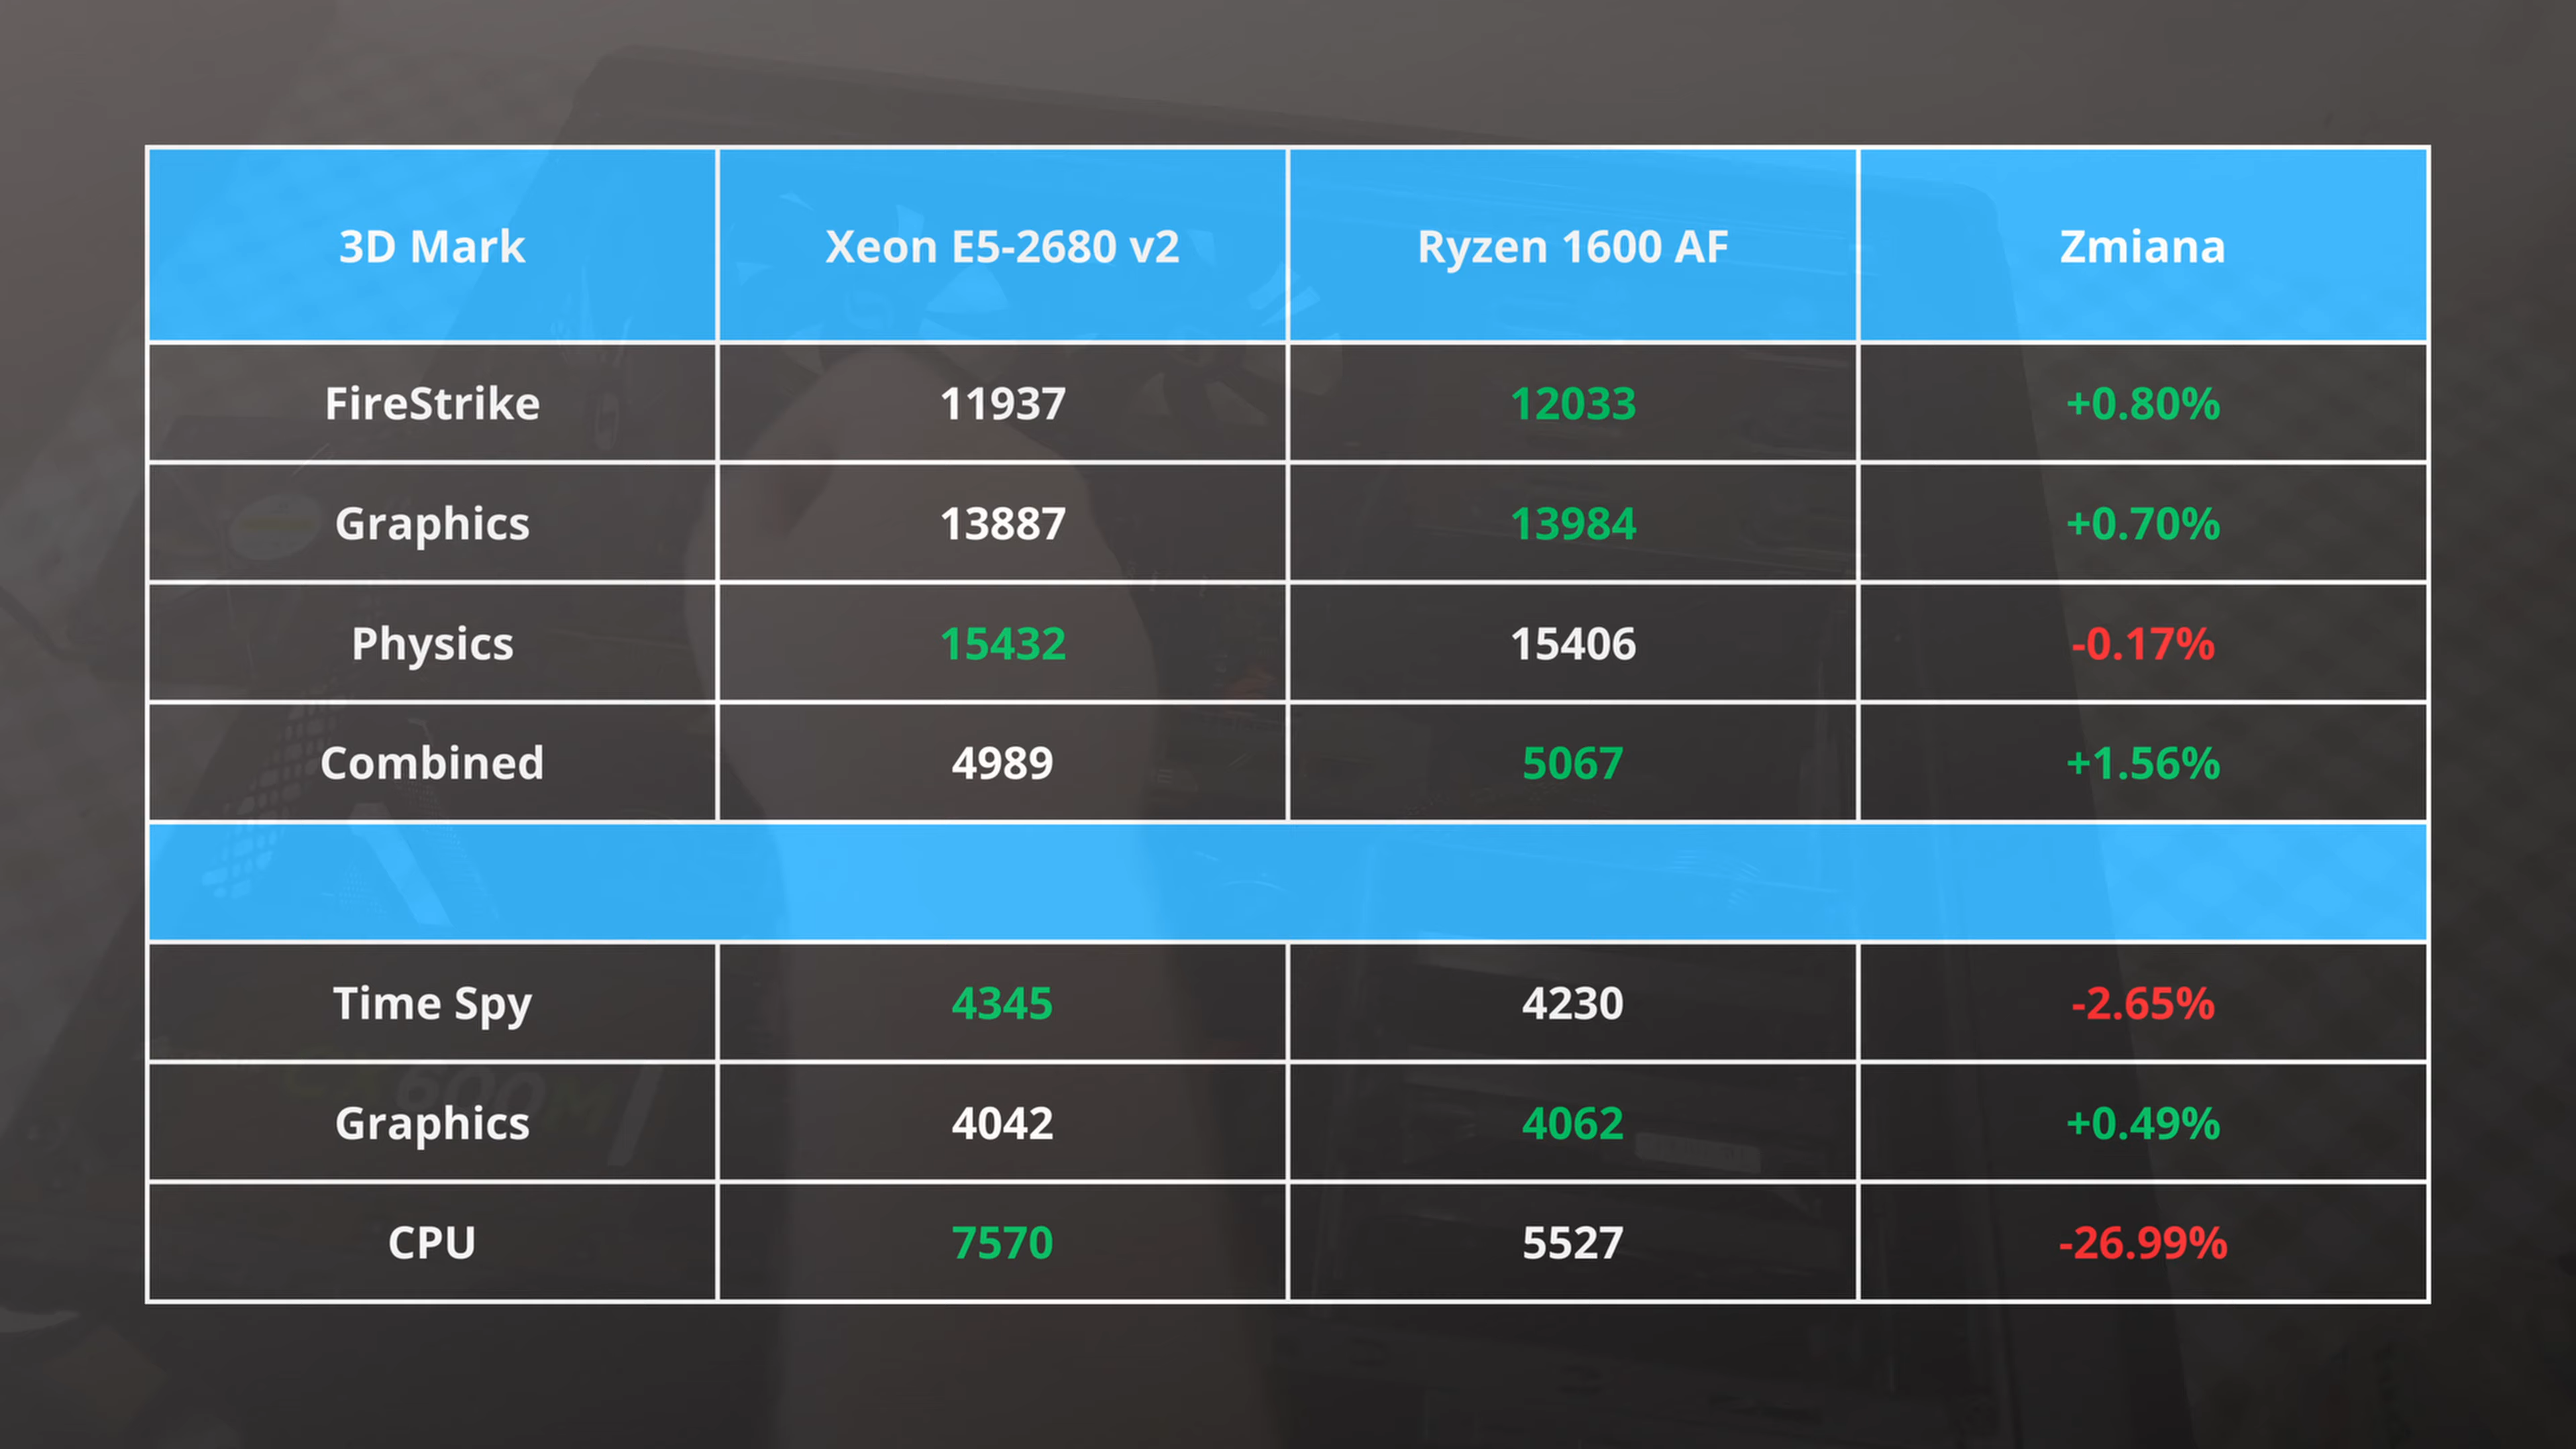 3D Mark Xeon E5-2680 v2 Ryzen 1600 AF Zmiana
FireStrike 11937 12033 +0.80%
Graphics 13887 13984 +0.70%
Physics 15432 15406 -0.17%
Combined 4989 5067 +1.56%
Time Spy 4345 4230 -2.65%
Graphics 4042 4062 +0.49%
CPU 7570 5527 -26.99%
600M